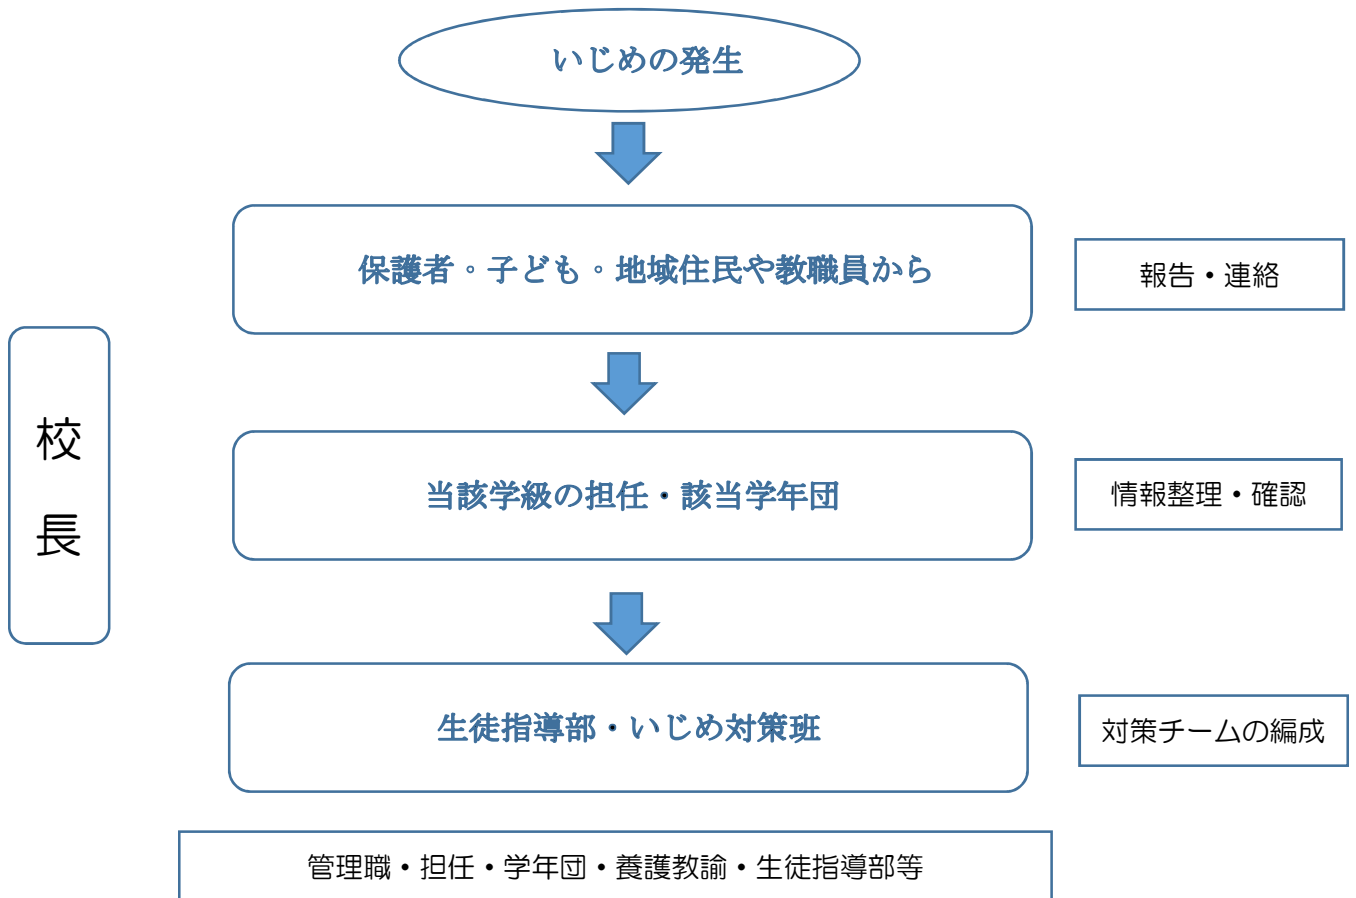 いじめの発生
保護者。子ども。地域住民や教職員から
報告・連絡
校
長
当該学級の担任・該当学年団
情報整理・確認
生徒指導部・いじめ対策班
対策チームの編成
管理職・担任・学年団・養護教諭・生徒指導部等